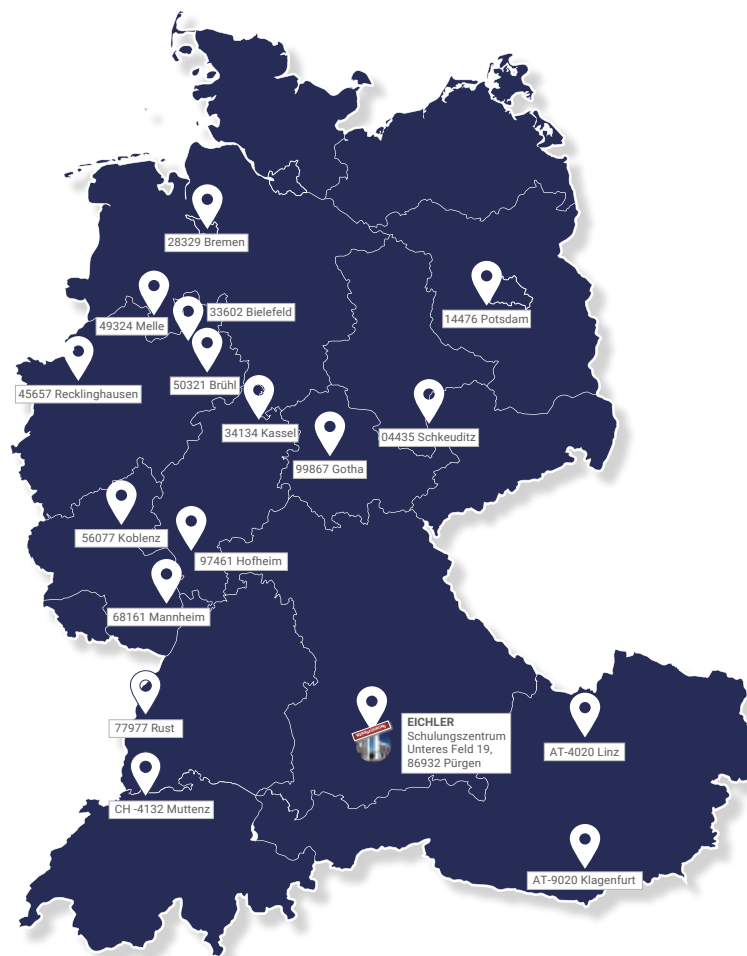 28329 Bremen
14476 Potsdam
33602 Bielefeld
49324 Melle
50321 Brühl
45657 Recklinghausen
34134 Kassel
04435 Schkeuditz
99867 Gotha
56077 Koblenz
97461 Hofheim
68161 Mannheim
77977 Rust
EICHLER
Schulungszentrum
Unteres Feld 19,
86932 Pürgen
AT-4020 Linz
CH -4132 Muttenz
AT-9020 Klagenfurt